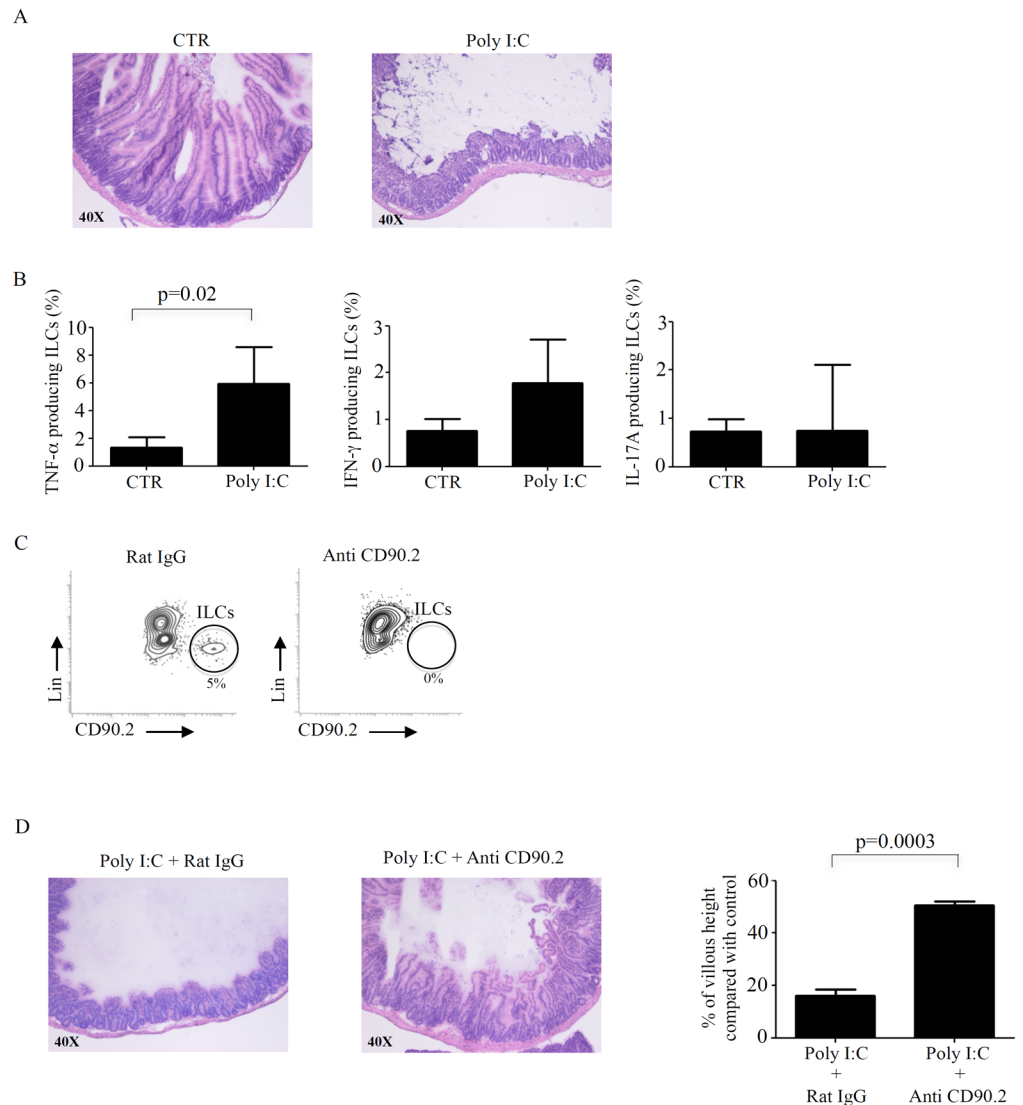 A
CTR
Poly I:C
40X
40X
B
p=0.02
TNF-α producing ILCs (%)
10
8
6
4
2
0
CTR
Poly I:C
IFN-γ producing ILCs (%)
3
2
1
0
CTR
Poly I:C
IL-17A producing ILCs (%)
3
2
1
0
CTR
Poly I:C
C
Rat IgG
Lin
ILCs
5%
CD90.2
Anti CD90.2
Lin
ILCs
0%
CD90.2
D
Poly I:C + Rat IgG
40X
Poly I:C + Anti CD90.2
40X
p=0.0003
% of villous height
compared with control
60
40
20
0
Poly I:C
+
Rat IgG
Poly I:C
+
Anti CD90.2